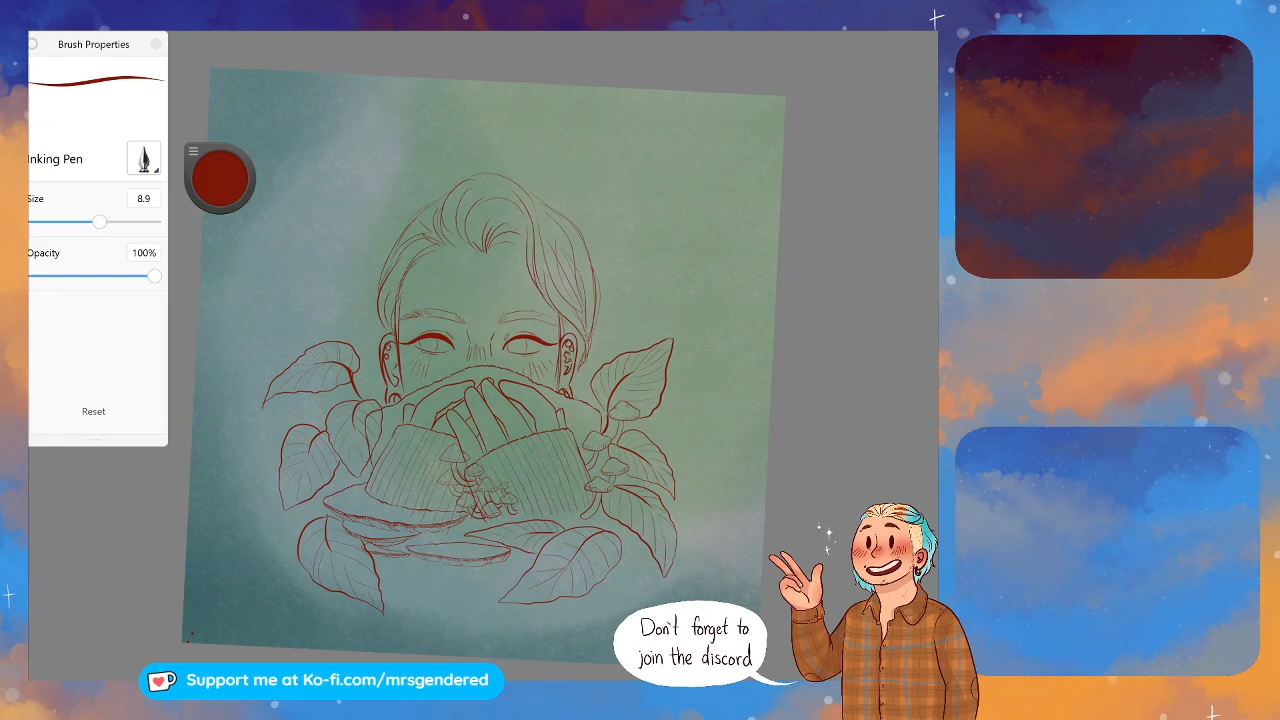 Brush Properties
nking Pen
Size
8.9
Opacity
100%
Reset
Don't forget to
join the discord
Support me at Ko-fi.com/mrsgendered